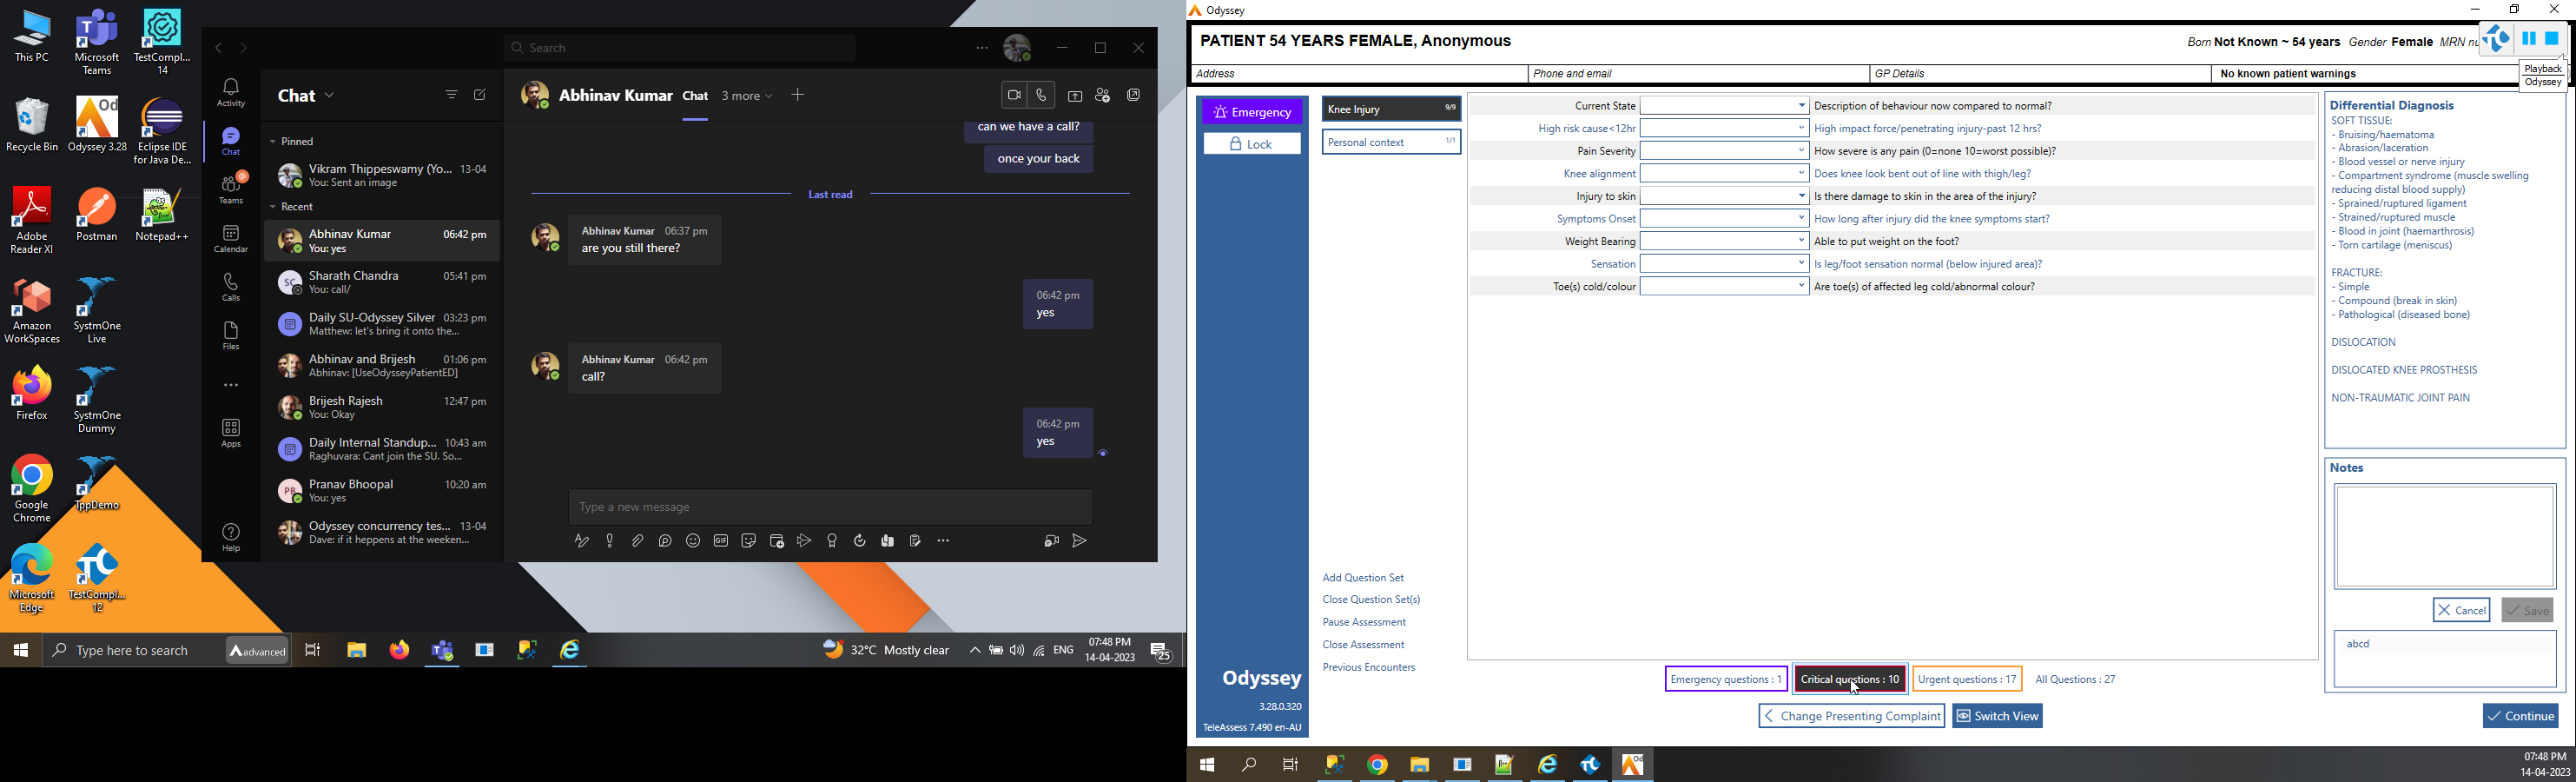 This PC
Microsoft Teams
TestCompl... 14
Recycle Bin
Odyssey 3.28
Eclipse IDE for Java De...
Adobe Reader XI
Postman
Notepad++
Amazon WorkSpaces
SystmOne Live
Firefox
SystmOne Dummy
Google Chrome
TppDemo
Microsoft Edge
TestCompl... 12
Search
Activity
Chat
Teams
Calendar
Calls
Files
Apps
Help
Chat
Pinned
Vikram Thippeswamy (Yo... 13-04
You: Sent an image
Recent
Abhinav Kumar 06:42 pm
You: yes
SC
Sharath Chandra 05:41 pm
You: call/
Daily SU-Odyssey Silver 03:23 pm
Matthew: let's bring it onto the...
Abhinav and Brijesh 01:06 pm
Abhinav: [UseOdysseyPatientED]
Brijesh Rajesh 12:47 pm
You: Okay
Daily Internal Standup... 10:43 am
Raghuvara: Cant join the SU. So...
PB
Pranav Bhoopal 10:20 am
You: yes
Odyssey concurrency tes... 13-04
Dave: if it heppens at the weeken...
Abhinav Kumar Chat 3 more
can we have a call?
once your back
Last read
Abhinav Kumar 06:37 pm
are you still there?
06:42 pm
yes
Abhinav Kumar 06:42 pm
call?
06:42 pm
yes
Type a new message
GIF
Type here to search
advanced
32°C Mostly clear
ENG
07:48 PM
14-04-2023
25
Odyssey
PATIENT 54 YEARS FEMALE, Anonymous
Born Not Known ~ 54 years Gender Female MRN nu
Playback
Odyssey
Address
Phone and email
GP Details
No known patient warnings
Emergency
Lock
Knee Injury 9/9
Personal context 1/1
Current State Description of behaviour now compared to normal?
High risk cause<12hr High impact force/penetrating injury-past 12 hrs?
Pain Severity How severe is any pain (0=none 10=worst possible)?
Knee alignment Does knee look bent out of line with thigh/leg?
Injury to skin Is there damage to skin in the area of the injury?
Symptoms Onset How long after injury did the knee symptoms start?
Weight Bearing Able to put weight on the foot?
Sensation Is leg/foot sensation normal (below injured area)?
Toe(s) cold/colour Are toe(s) of affected leg cold/abnormal colour?
Differential Diagnosis
SOFT TISSUE:
- Bruising/haematoma
- Abrasion/laceration
- Blood vessel or nerve injury
- Compartment syndrome (muscle swelling
reducing distal blood supply)
- Sprained/ruptured ligament
- Strained/ruptured muscle
- Blood in joint (haemarthrosis)
- Torn cartilage (meniscus)
FRACTURE:
- Simple
- Compound (break in skin)
- Pathological (diseased bone)
DISLOCATION
DISLOCATED KNEE PROSTHESIS
NON-TRAUMATIC JOINT PAIN
Notes
Cancel
Save
abcd
Add Question Set
Close Question Set(s)
Pause Assessment
Close Assessment
Previous Encounters
Odyssey
3.28.0.320
TeleAssess 7.490 en-AU
Emergency questions : 1
Critical questions : 10
Urgent questions : 17
All Questions : 27
Change Presenting Complaint
Switch View
Continue
07:48 PM
14-04-2023